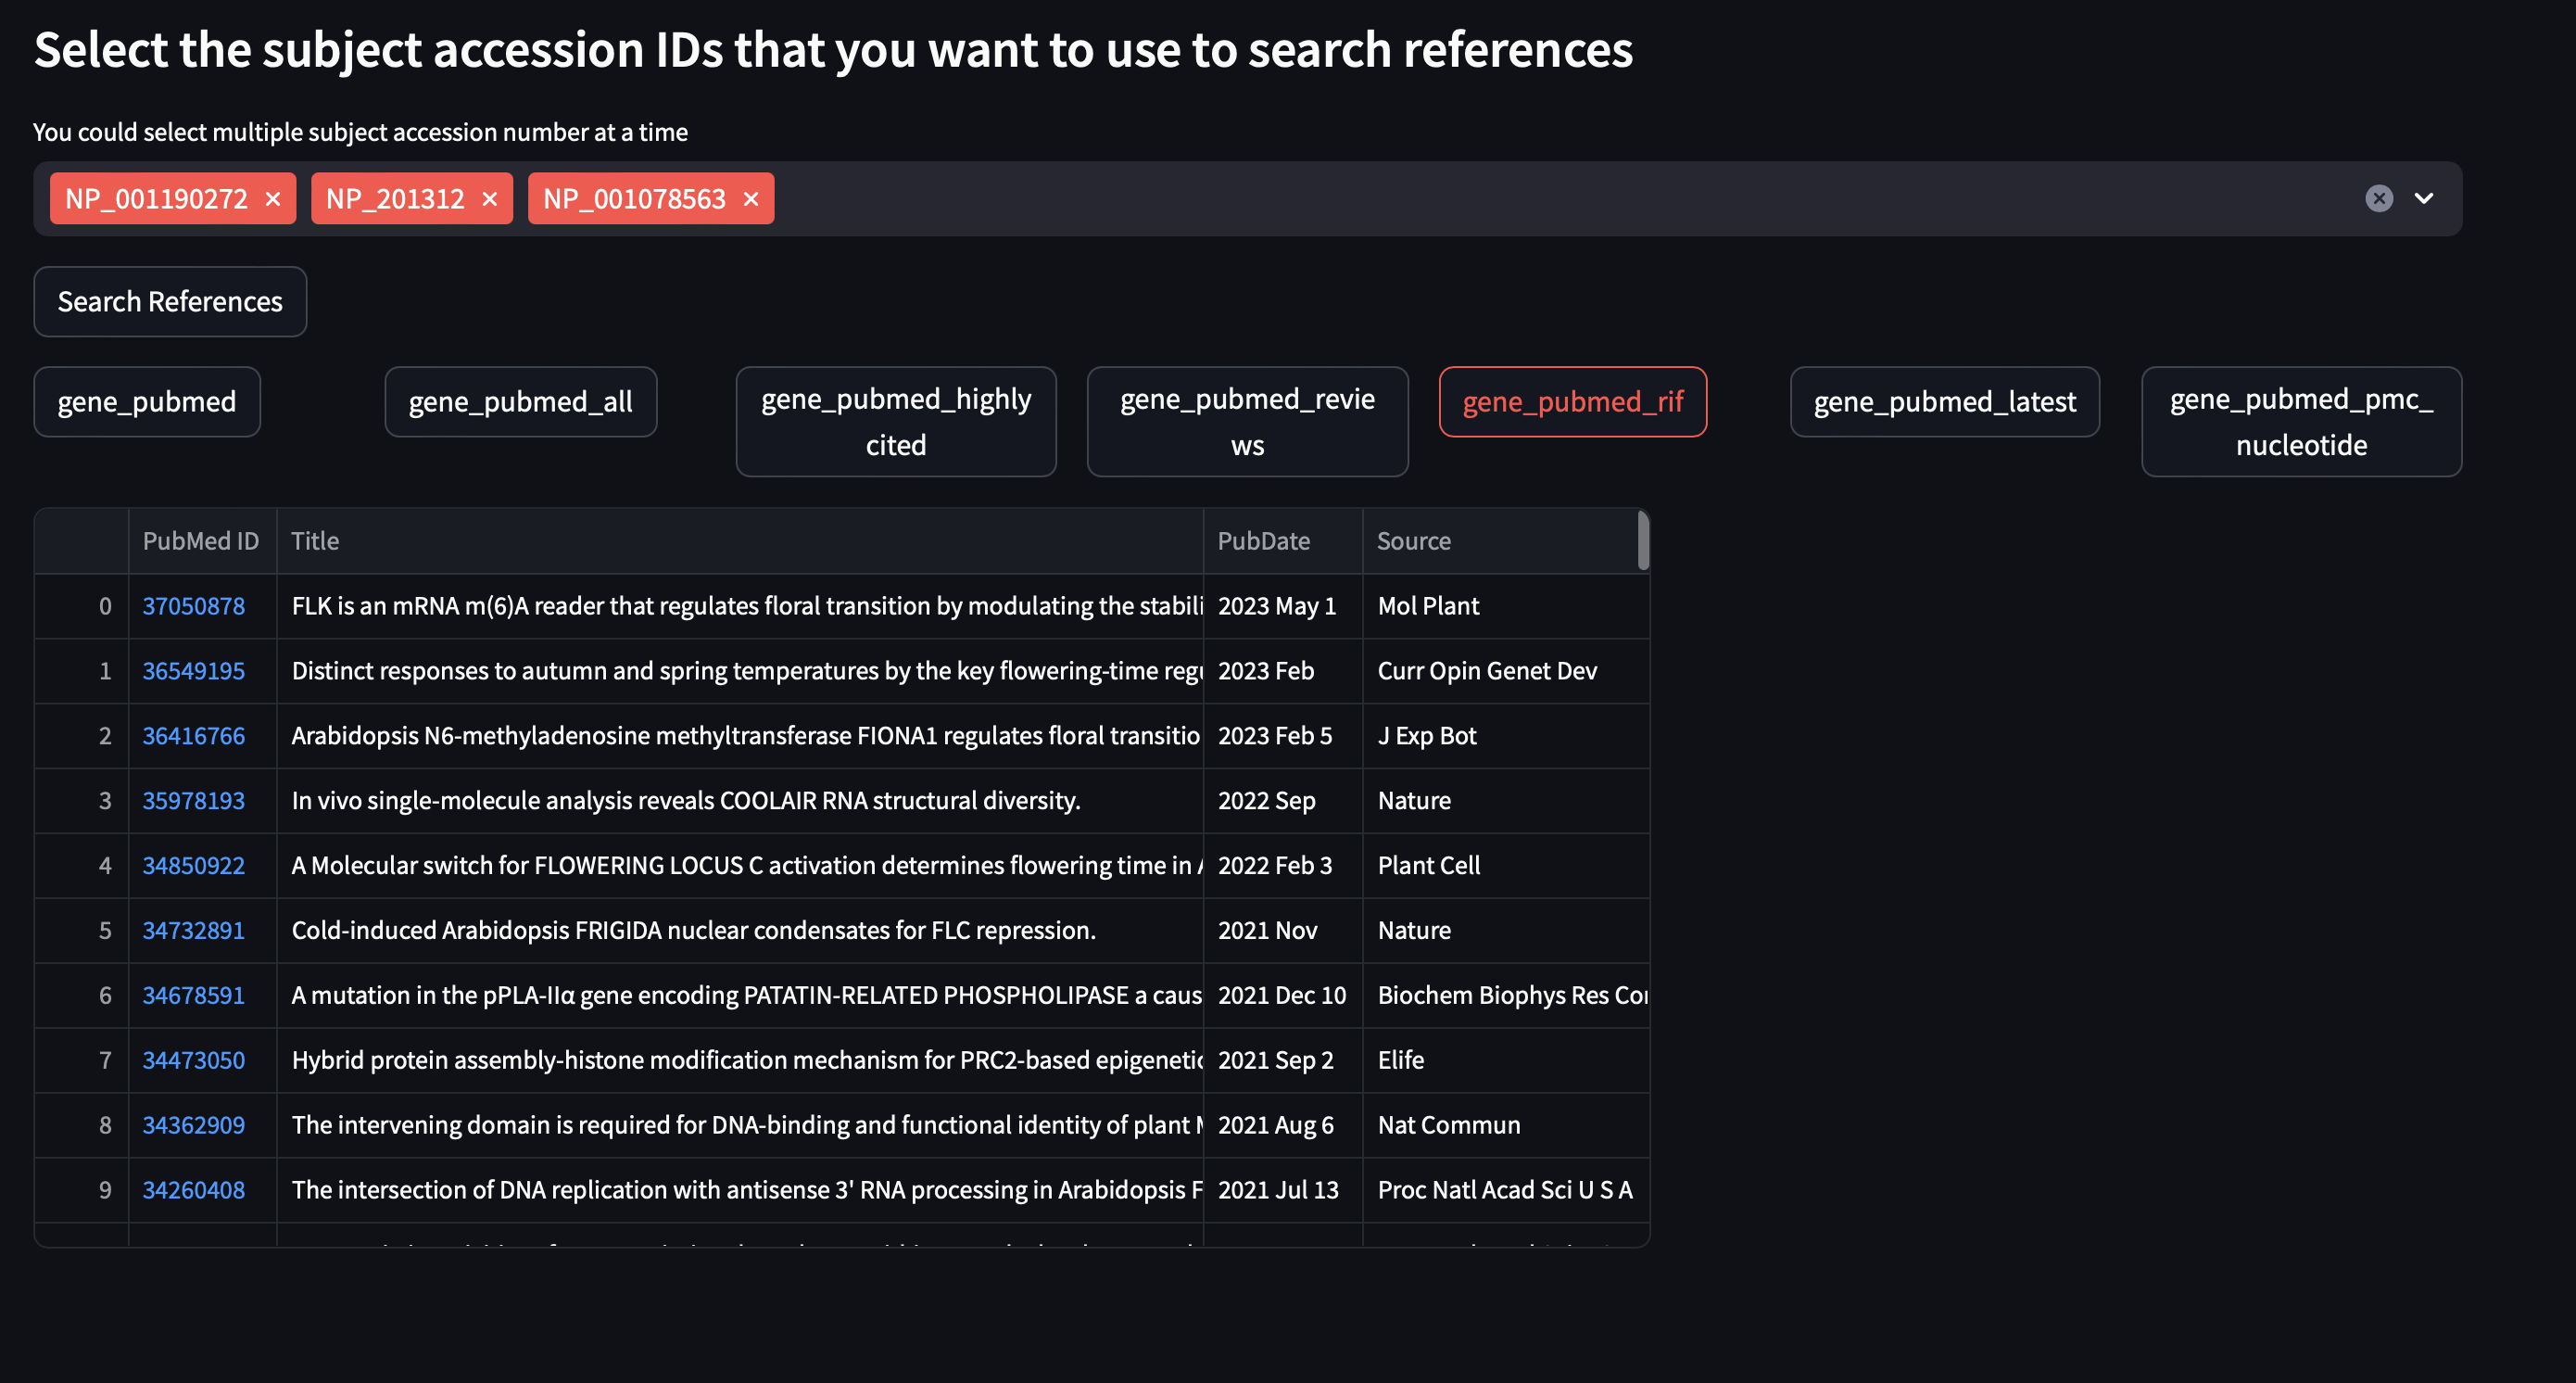 Select the subject accession IDs that you want to use to search references
You could select multiple subject accession number at a time
NP_001190272 NP_201312 NP_001078563
Search References
gene_pubmed
gene_pubmed_all
gene_pubmed_highly
cited
gene_pubmed_revie
ws
gene_pubmed_rif
gene_pubmed_latest
gene_pubmed_pmc_
nucleotide
PubMed ID Title PubDate Source
0 37050878 FLK is an mRNA m(6)A reader that regulates floral transition by modulating the stabili 2023 May 1 Mol Plant
1 36549195 Distinct responses to autumn and spring temperatures by the key flowering-time regu 2023 Feb Curr Opin Genet Dev
2 36416766 Arabidopsis N6-methyladenosine methyltransferase FIONA1 regulates floral transitio 2023 Feb 5 J Exp Bot
3 35978193 In vivo single-molecule analysis reveals COOLAIR RNA structural diversity. 2022 Sep Nature
4 34850922 A Molecular switch for FLOWERING LOCUS C activation determines flowering time in 2022 Feb 3 Plant Cell
5 34732891 Cold-induced Arabidopsis FRIGIDA nuclear condensates for FLC repression. 2021 Nov Nature
6 34678591 A mutation in the pPLA-IIα gene encoding PATATIN-RELATED PHOSPHOLIPASE a caus 2021 Dec 10 Biochem Biophys Res Co
7 34473050 Hybrid protein assembly-histone modification mechanism for PRC2-based epigenetic 2021 Sep 2 Elife
8 34362909 The intervening domain is required for DNA-binding and functional identity of plant 2021 Aug 6 Nat Commun
9 34260408 The intersection of DNA replication with antisense 3' RNA processing in Arabidopsis F 2021 Jul 13 Proc Natl Acad Sci U S A